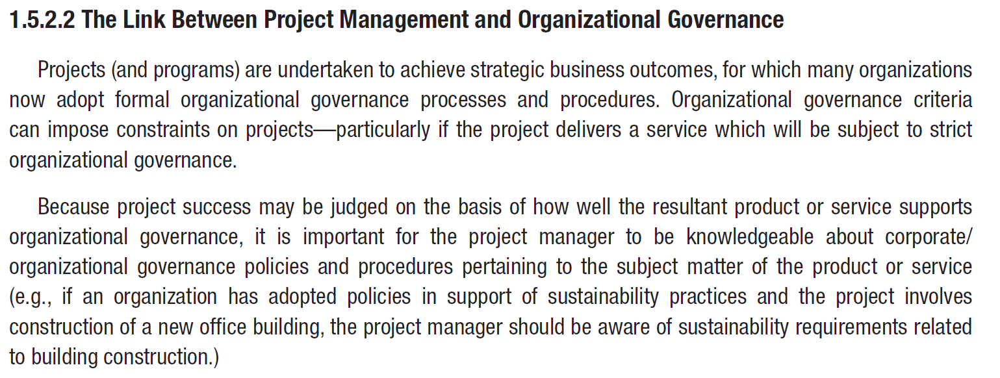 1.5.2.2 The Link Between Project Management and Organizational Governance
Projects (and programs) are undertaken to achieve strategic business outcomes, for which many organizations
now adopt formal organizational governance processes and procedures. Organizational governance criteria
can impose constraints on projects—particularly if the project delivers a service which will be subject to strict
organizational governance.
Because project success may be judged on the basis of how well the resultant product or service supports
organizational governance, it is important for the project manager to be knowledgeable about corporate/
organizational governance policies and procedures pertaining to the subject matter of the product or service
(e.g., if an organization has adopted policies in support of sustainability practices and the project involves
construction of a new office building, the project manager should be aware of sustainability requirements related
to building construction.)